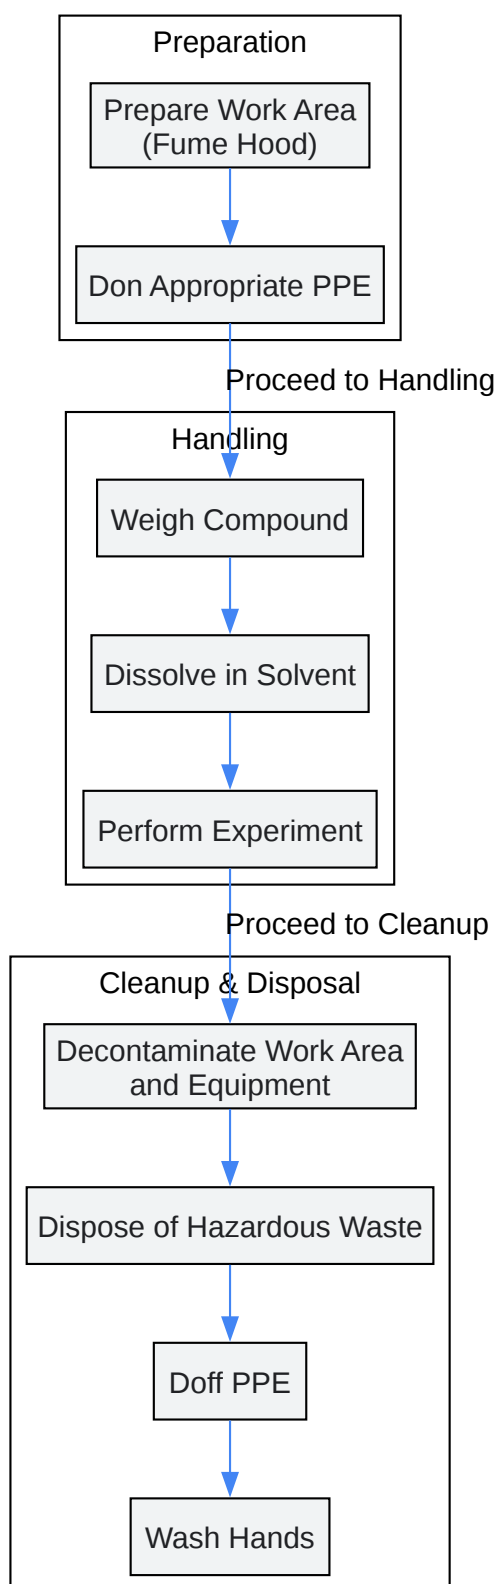 Preparation
Prepare Work Area
(Fume Hood)
Don Appropriate PPE
Proceed to Handling
Handling
Weigh Compound
Dissolve in Solvent
Perform Experiment
Proceed to Cleanup
Cleanup & Disposal
Decontaminate Work Area
and Equipment
Dispose of Hazardous Waste
Doff PPE
Wash Hands